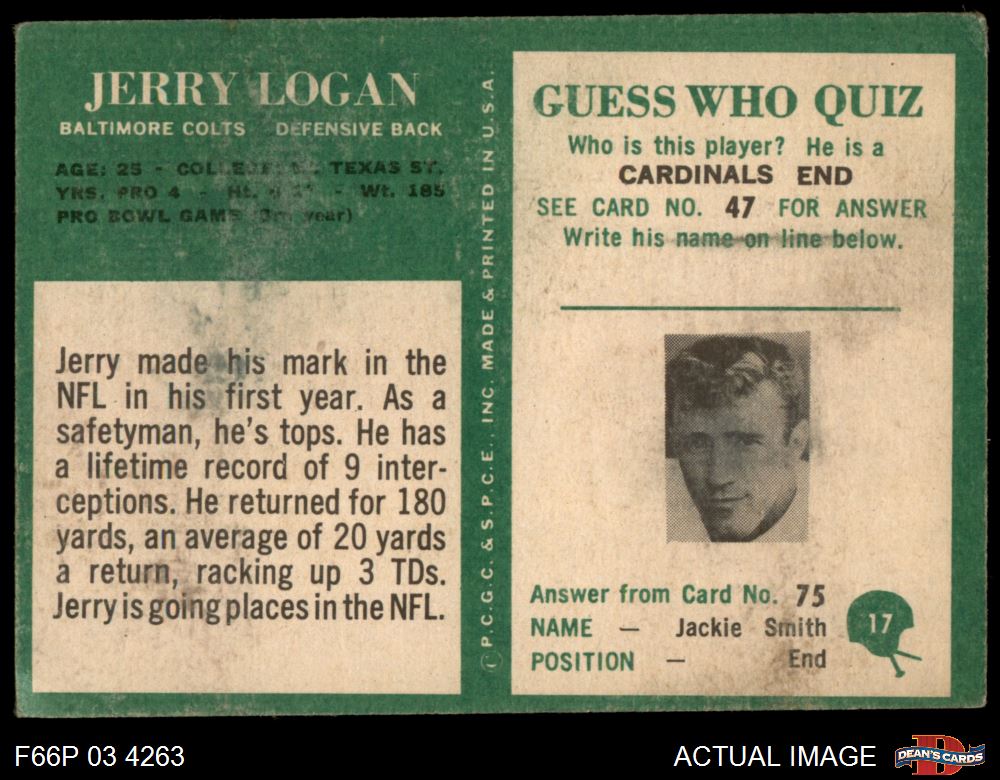 JERRY LOGAN
BALTIMORE COLTS DEFENSIVE BACK
AGE: 25 - TEXAS ST.
YRS. PRO 4 - Ht. - Wt. 185
PRO BOWL GAME (3rd year)
Jerry made his mark in the
NFL in his first year. As a
safetyman, he's tops. He has
a lifetime record of 9 inter-
ceptions. He returned for 180
yards, an average of 20 yards
a return, racking up 3 TDs.
Jerry is going places in the NFL.
P.C.G.C. & S.P.C.E., INC. MADE & PRINTED IN U.S.A.
GUESS WHO QUIZ
Who is this player? He is a
CARDINALS END
SEE CARD NO. 47 FOR ANSWER
Write his name on line below.
Answer from Card No. 75
NAME — Jackie Smith
POSITION — End
17
F66P 03 4263
ACTUAL IMAGE
DEAN'S CARDS